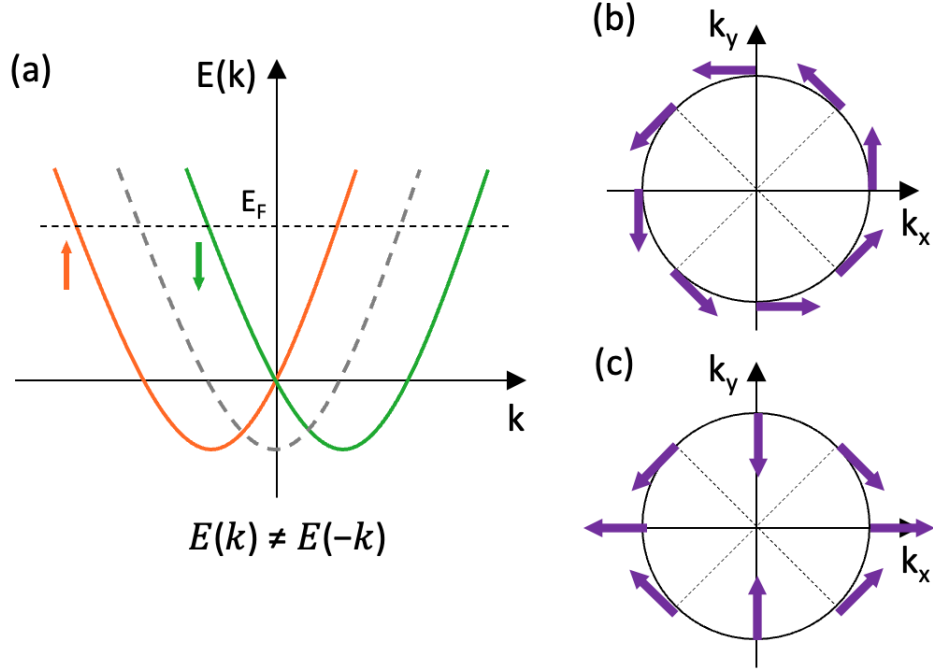 (a)
E(k)
E_F
k
E(k) ≠ E(-k)
(b)
k_y
k_x
(c)
k_y
k_x